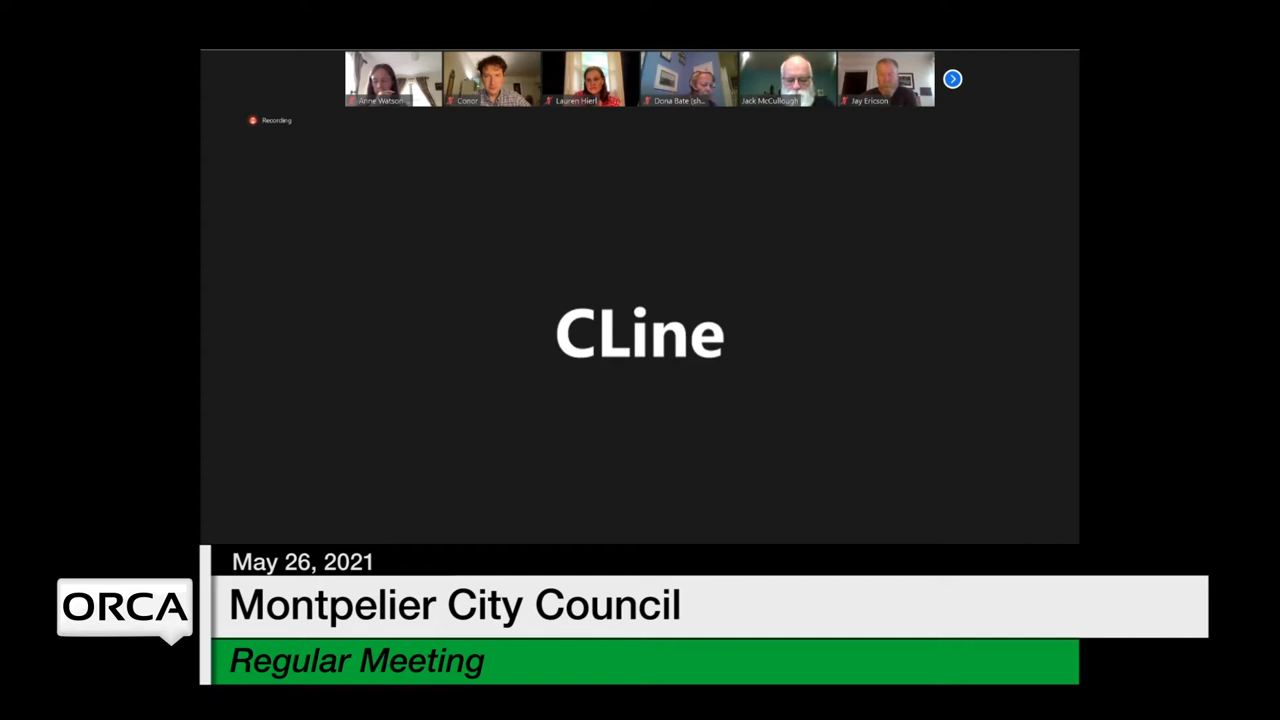 Anne Watson
Conor
Lauren Hierl
Dona Bate (sh...
Jack McCullough
Jay Ericson
Recording
CLine
May 26, 2021
ORCA
Montpelier City Council
Regular Meeting